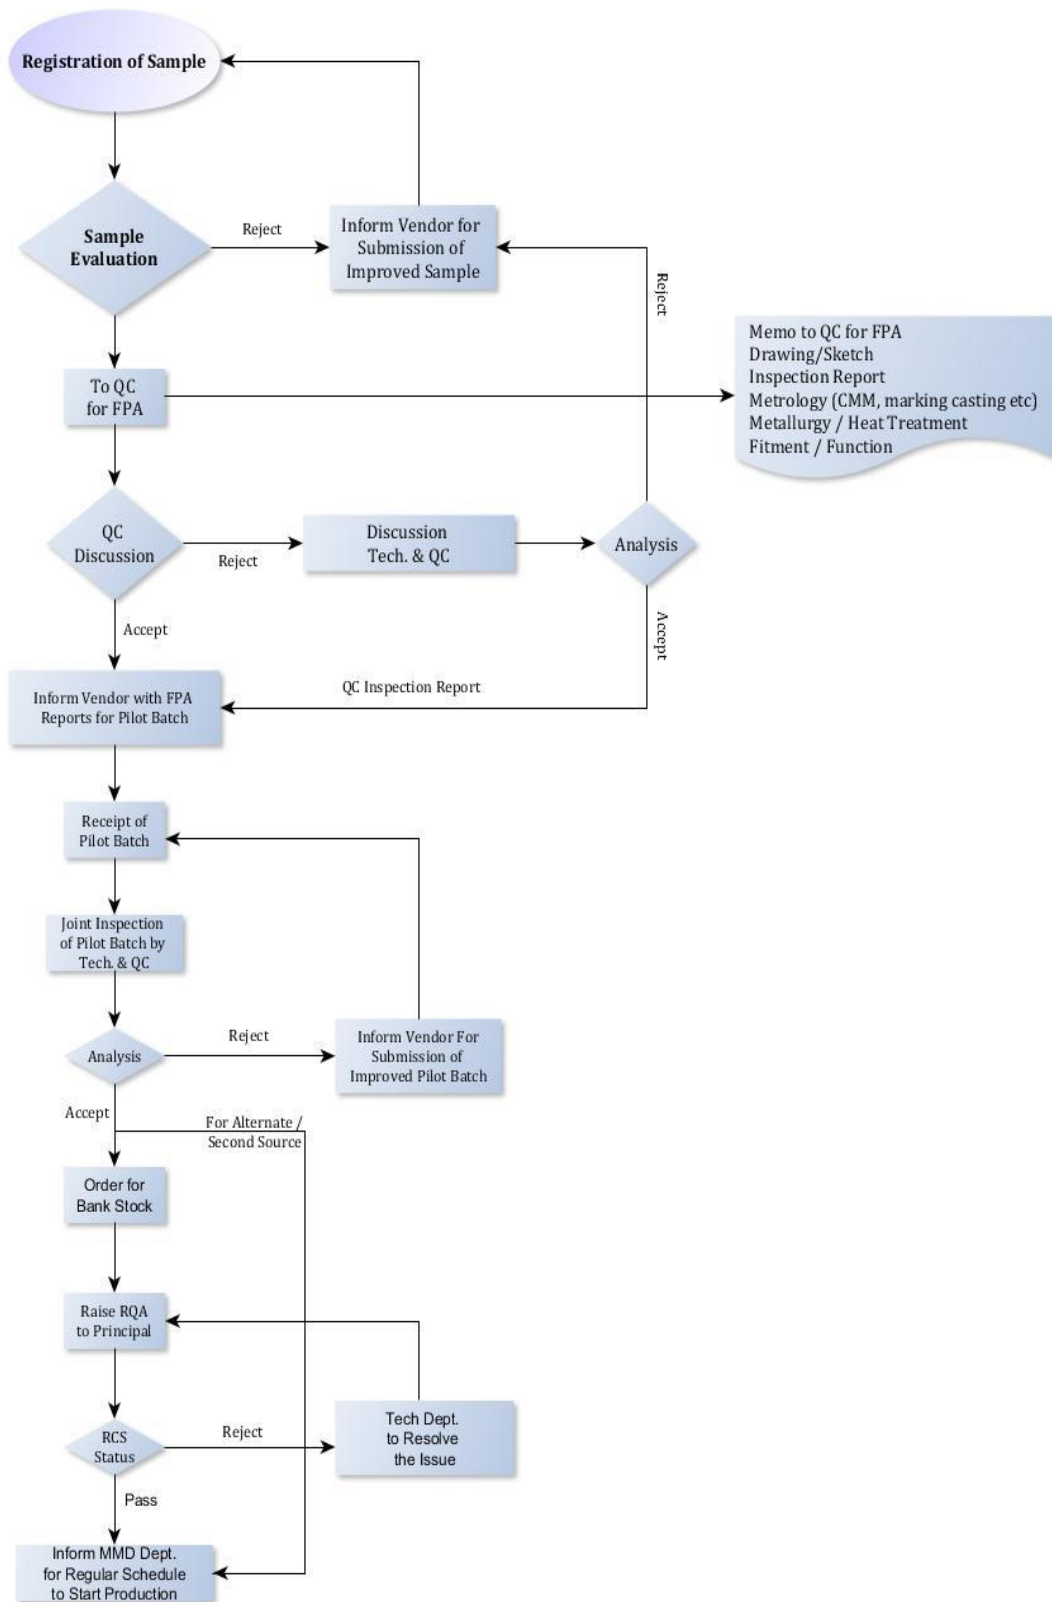 Registration of Sample
Sample
Evaluation
Reject
Inform Vendor for
Submission of
Improved Sample
Reject
To QC
for FPA
Memo to QC for FPA
Drawing/Sketch
Inspection Report
Metrology (CMM, marking casting etc)
Metallurgy / Heat Treatment
Fitment / Function
QC
Discussion
Reject
Discussion
Tech. & QC
Analysis
Accept
Accept
Inform Vendor with FPA
Reports for Pilot Batch
QC Inspection Report
Receipt of
Pilot Batch
Joint Inspection
of Pilot Batch by
Tech. & QC
Analysis
Reject
Inform Vendor For
Submission of
Improved Pilot Batch
Accept
For Alternate /
Second Source
Order for
Bank Stock
Raise RQA
to Principal
RCS
Status
Reject
Tech Dept.
to Resolve
the Issue
Pass
Inform MMD Dept.
for Regular Schedule
to Start Production